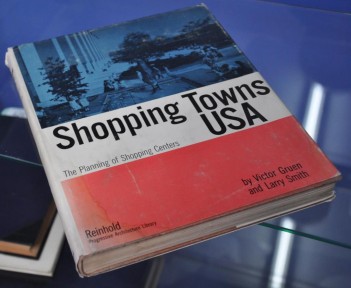 Shopping Towns
USA
The Planning of Shopping Centers
by Victor Gruen
and Larry Smith
Reinhold
Progressive Architecture Library